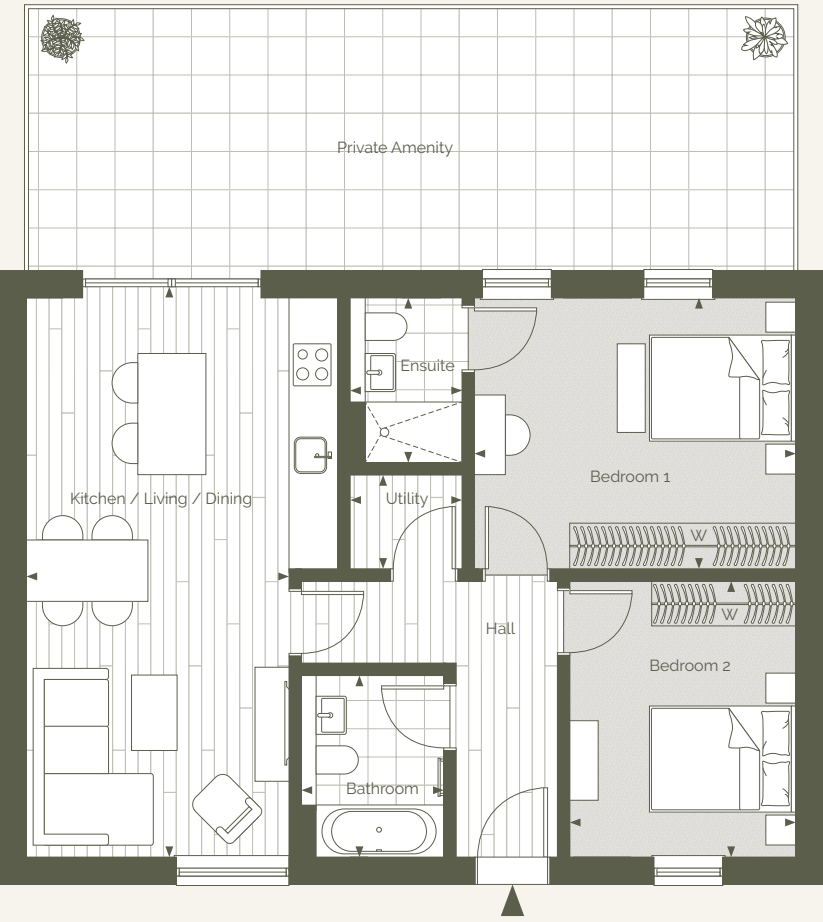 Private Amenity
Ensuite
Bedroom 1
Kitchen / Living / Dining
Utility
W
W
Hall
Bedroom 2
Bathroom